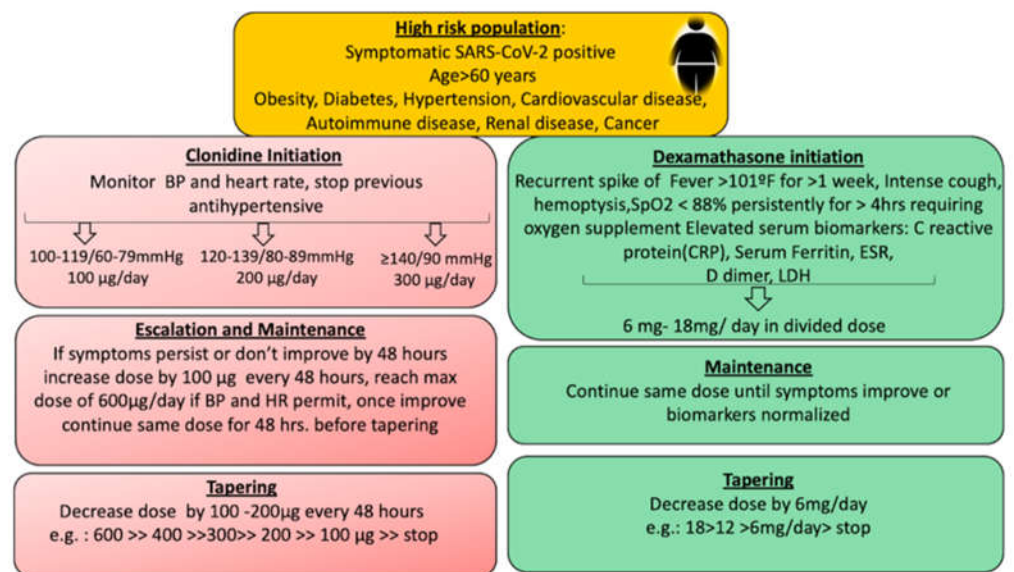 High risk population:
Symptomatic SARS-CoV-2 positive
Age>60 years
Obesity, Diabetes, Hypertension, Cardiovascular disease,
Autoimmune disease, Renal disease, Cancer
Clonidine Initiation
Monitor BP and heart rate, stop previous
antihypertensive
100-119/60-79mmHg
100 µg/day
120-139/80-89mmHg
200 µg/day
≥140/90 mmHg
300 µg/day
Escalation and Maintenance
If symptoms persist or don't improve by 48 hours
increase dose by 100 µg every 48 hours, reach max
dose of 600µg/day if BP and HR permit, once improve
continue same dose for 48 hrs. before tapering
Tapering
Decrease dose by 100 -200µg every 48 hours
e.g. : 600 >> 400 >>300>> 200 >> 100 µg >> stop
Dexamathasone initiation
Recurrent spike of Fever >101ºF for >1 week, Intense cough,
hemoptysis,SpO2 < 88% persistently for > 4hrs requiring
oxygen supplement Elevated serum biomarkers: C reactive
protein(CRP), Serum Ferritin, ESR,
D dimer, LDH
6 mg- 18mg/ day in divided dose
Maintenance
Continue same dose until symptoms improve or
biomarkers normalized
Tapering
Decrease dose by 6mg/day
e.g.: 18>12 >6mg/day> stop